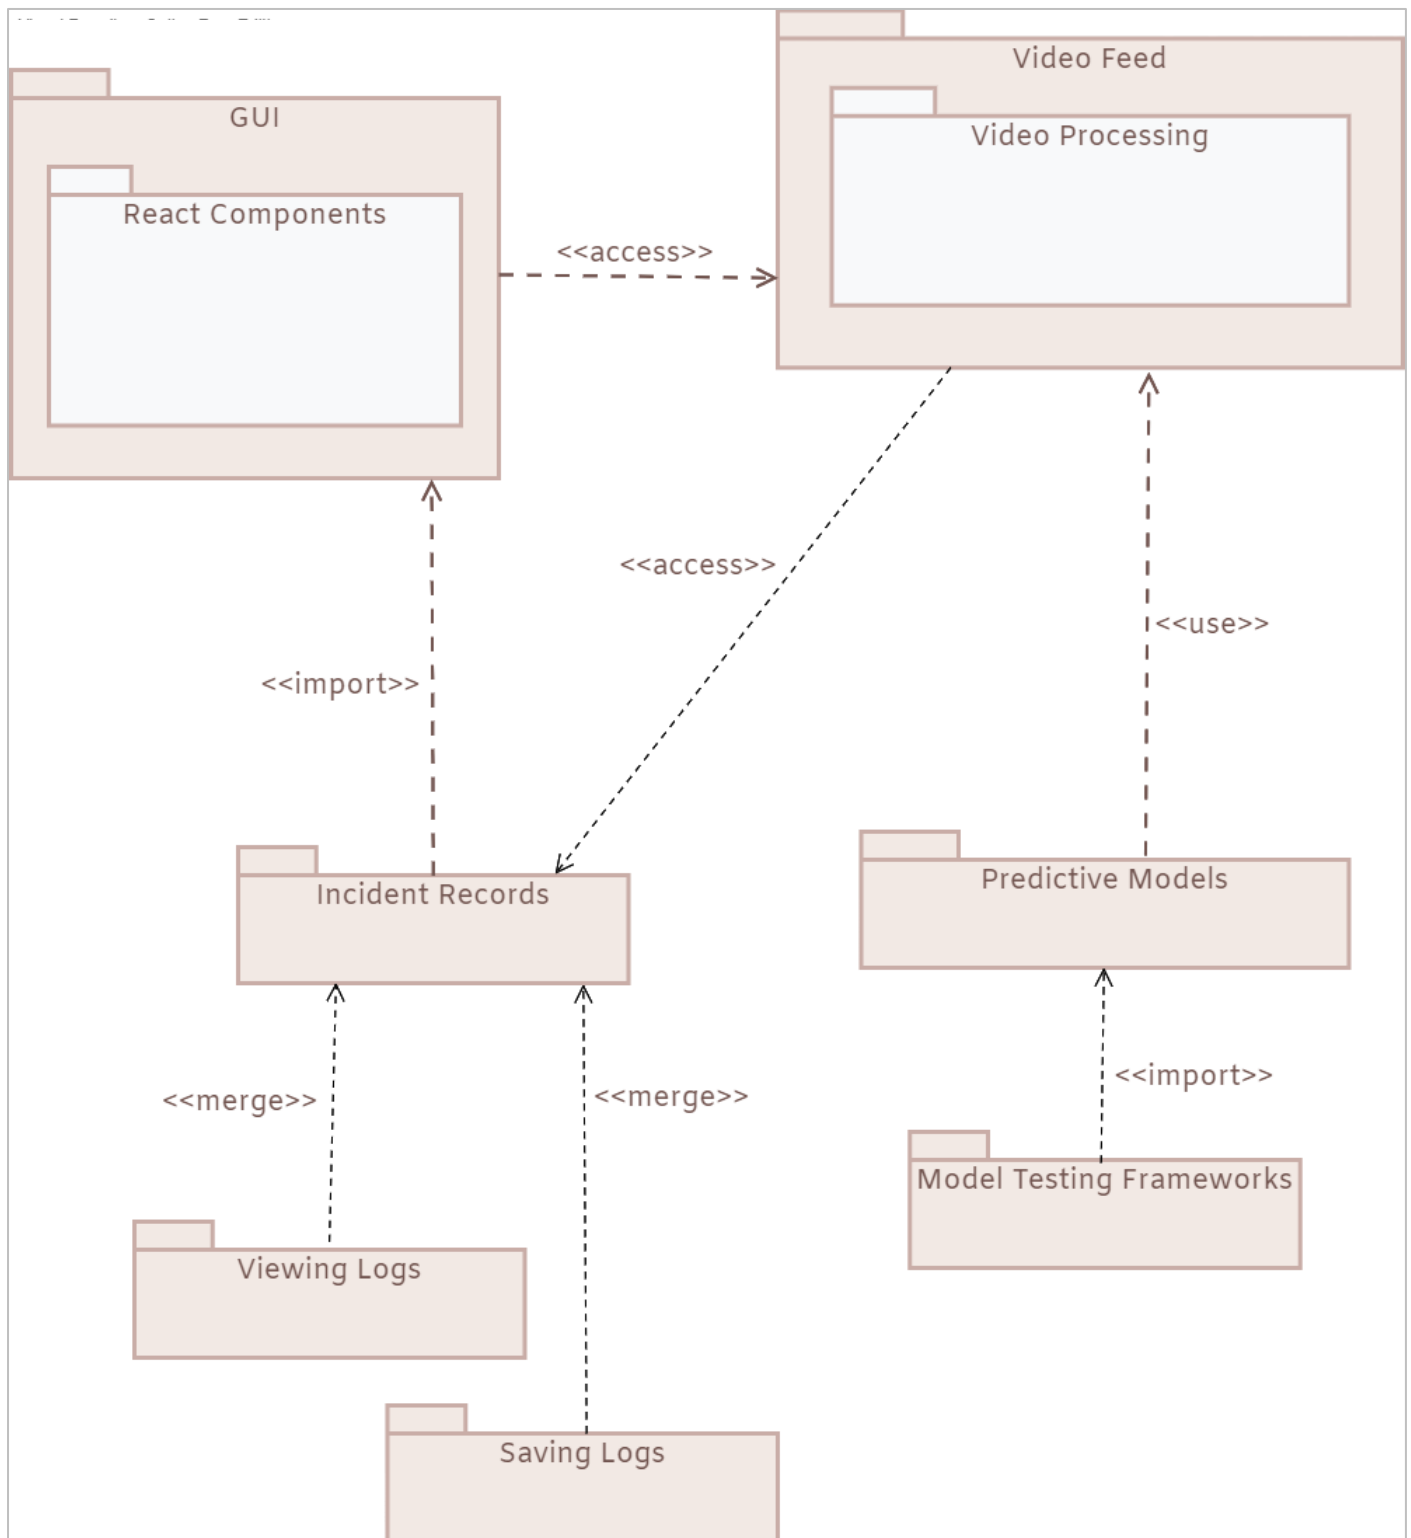 Video Feed
GUI
Video Processing
React Components
<<access>>
<<access>>
<<use>>
<<import>>
Incident Records
Predictive Models
<<merge>>
<<merge>>
<<import>>
Model Testing Frameworks
Viewing Logs
Saving Logs